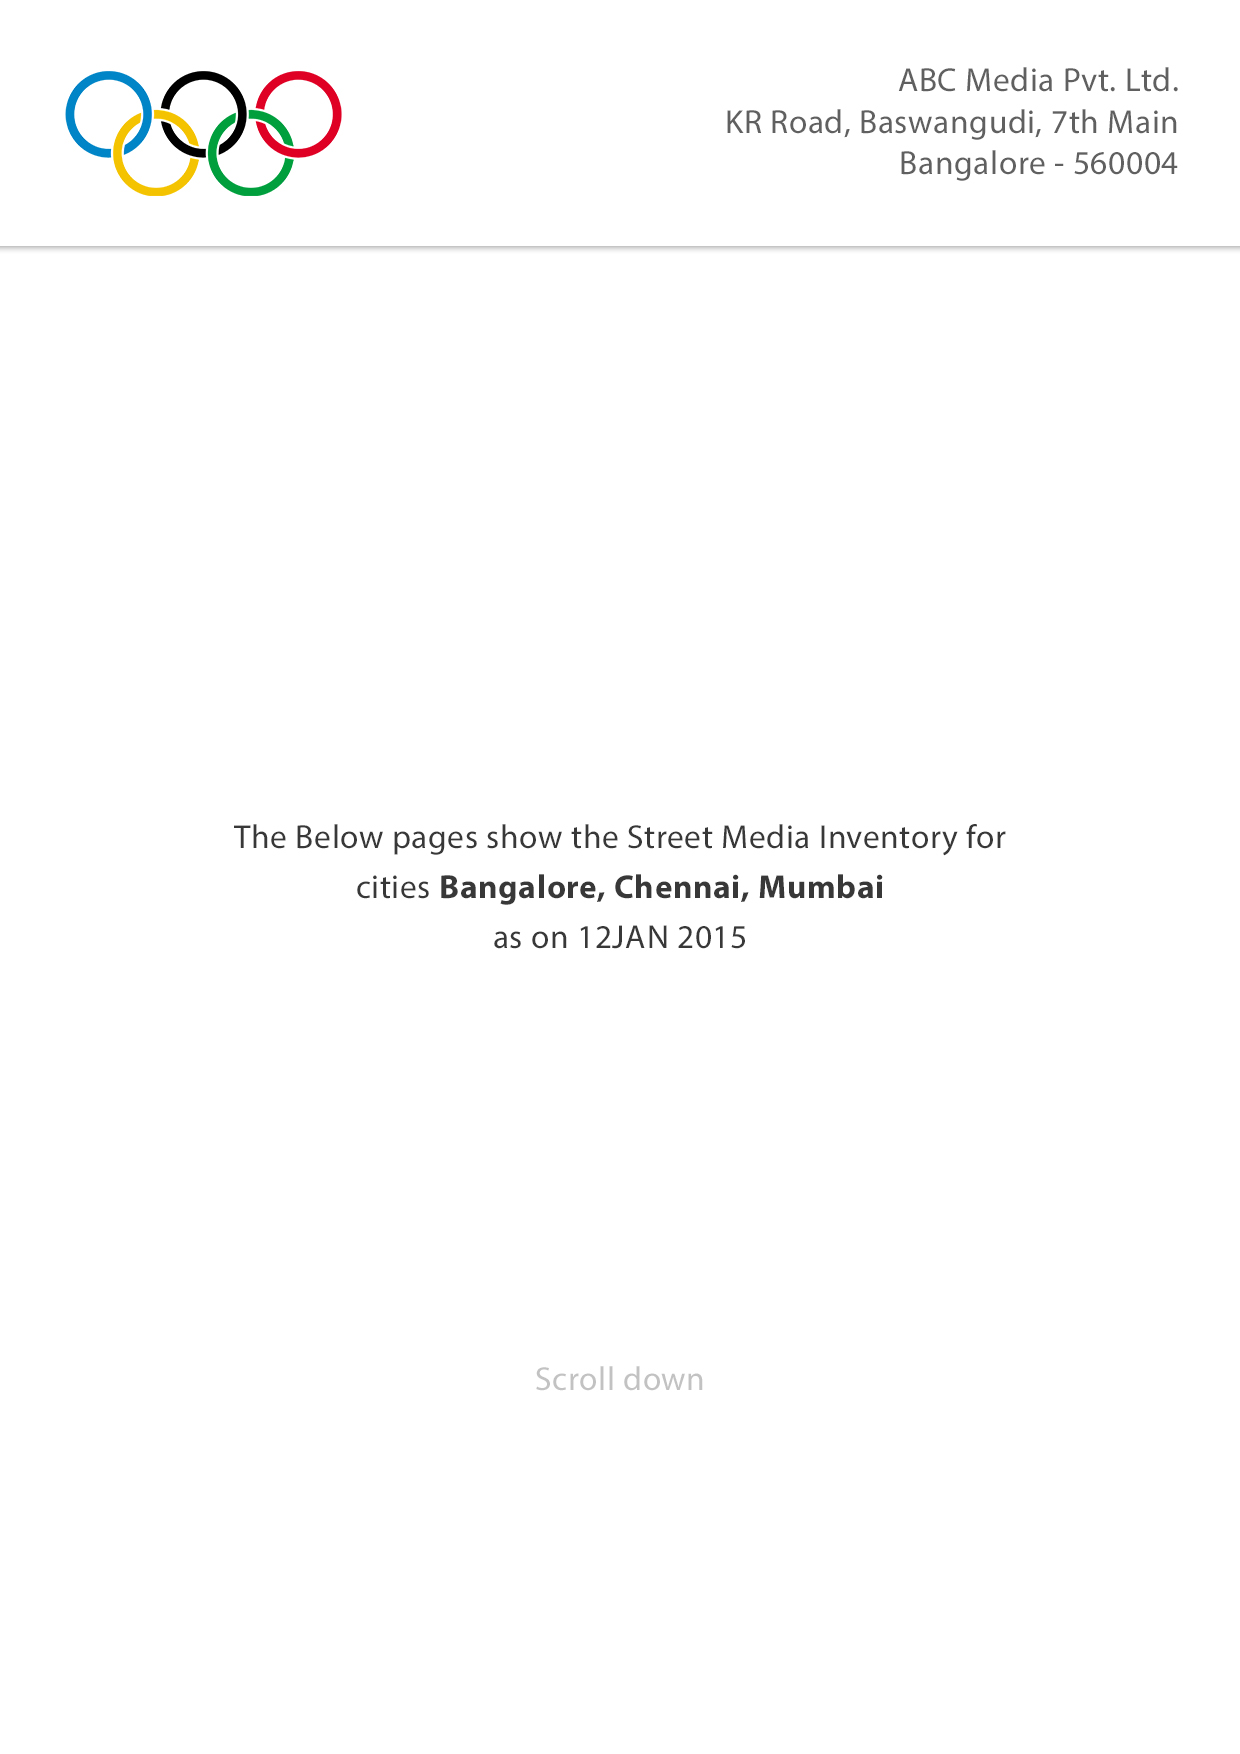 ABC Media Pvt. Ltd.
KR Road, Baswangudi, 7th Main
Bangalore - 560004
The Below pages show the Street Media Inventory for
cities Bangalore, Chennai, Mumbai
as on 12JAN 2015
Scroll down